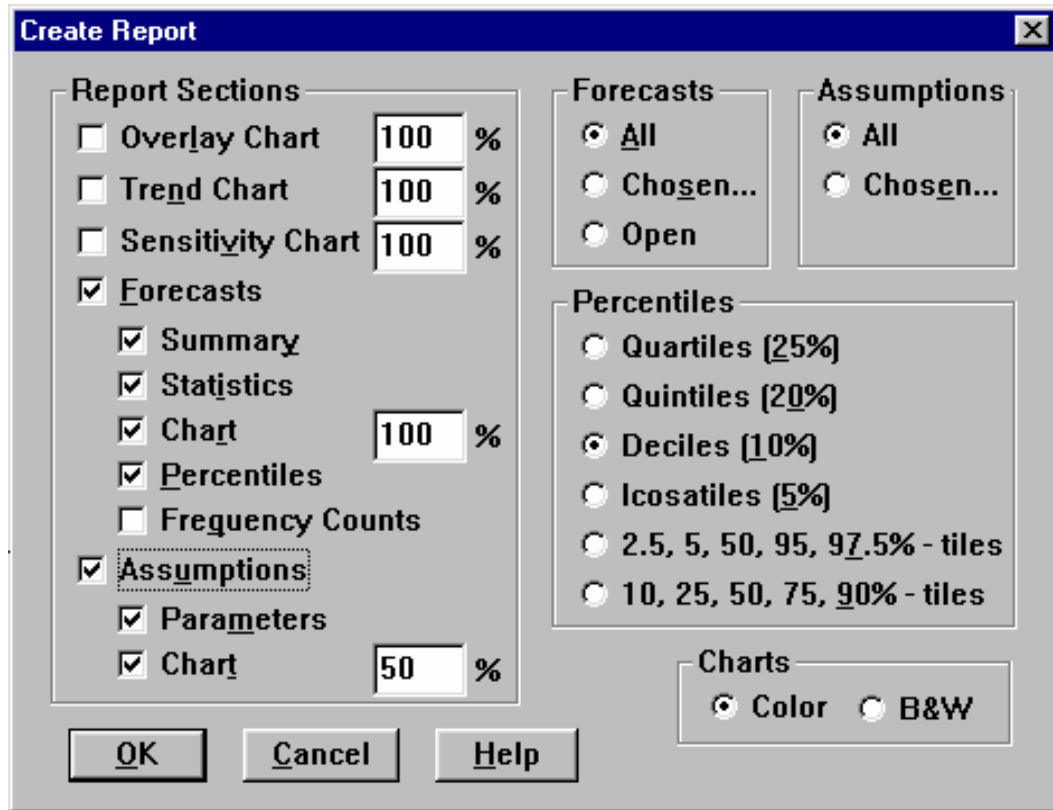 Create Report
Report Sections
Overlay Chart 100 %
Trend Chart 100 %
Sensitivity Chart 100 %
Forecasts
Summary
Statistics
Chart 100 %
Percentiles
Frequency Counts
Assumptions
Parameters
Chart 50 %
Forecasts
All
Chosen...
Open
Assumptions
All
Chosen...
Percentiles
Quartiles (25%)
Quintiles (20%)
Deciles (10%)
Icosatiles (5%)
2.5, 5, 50, 95, 97.5% - tiles
10, 25, 50, 75, 90% - tiles
Charts
Color B&W
OK Cancel Help